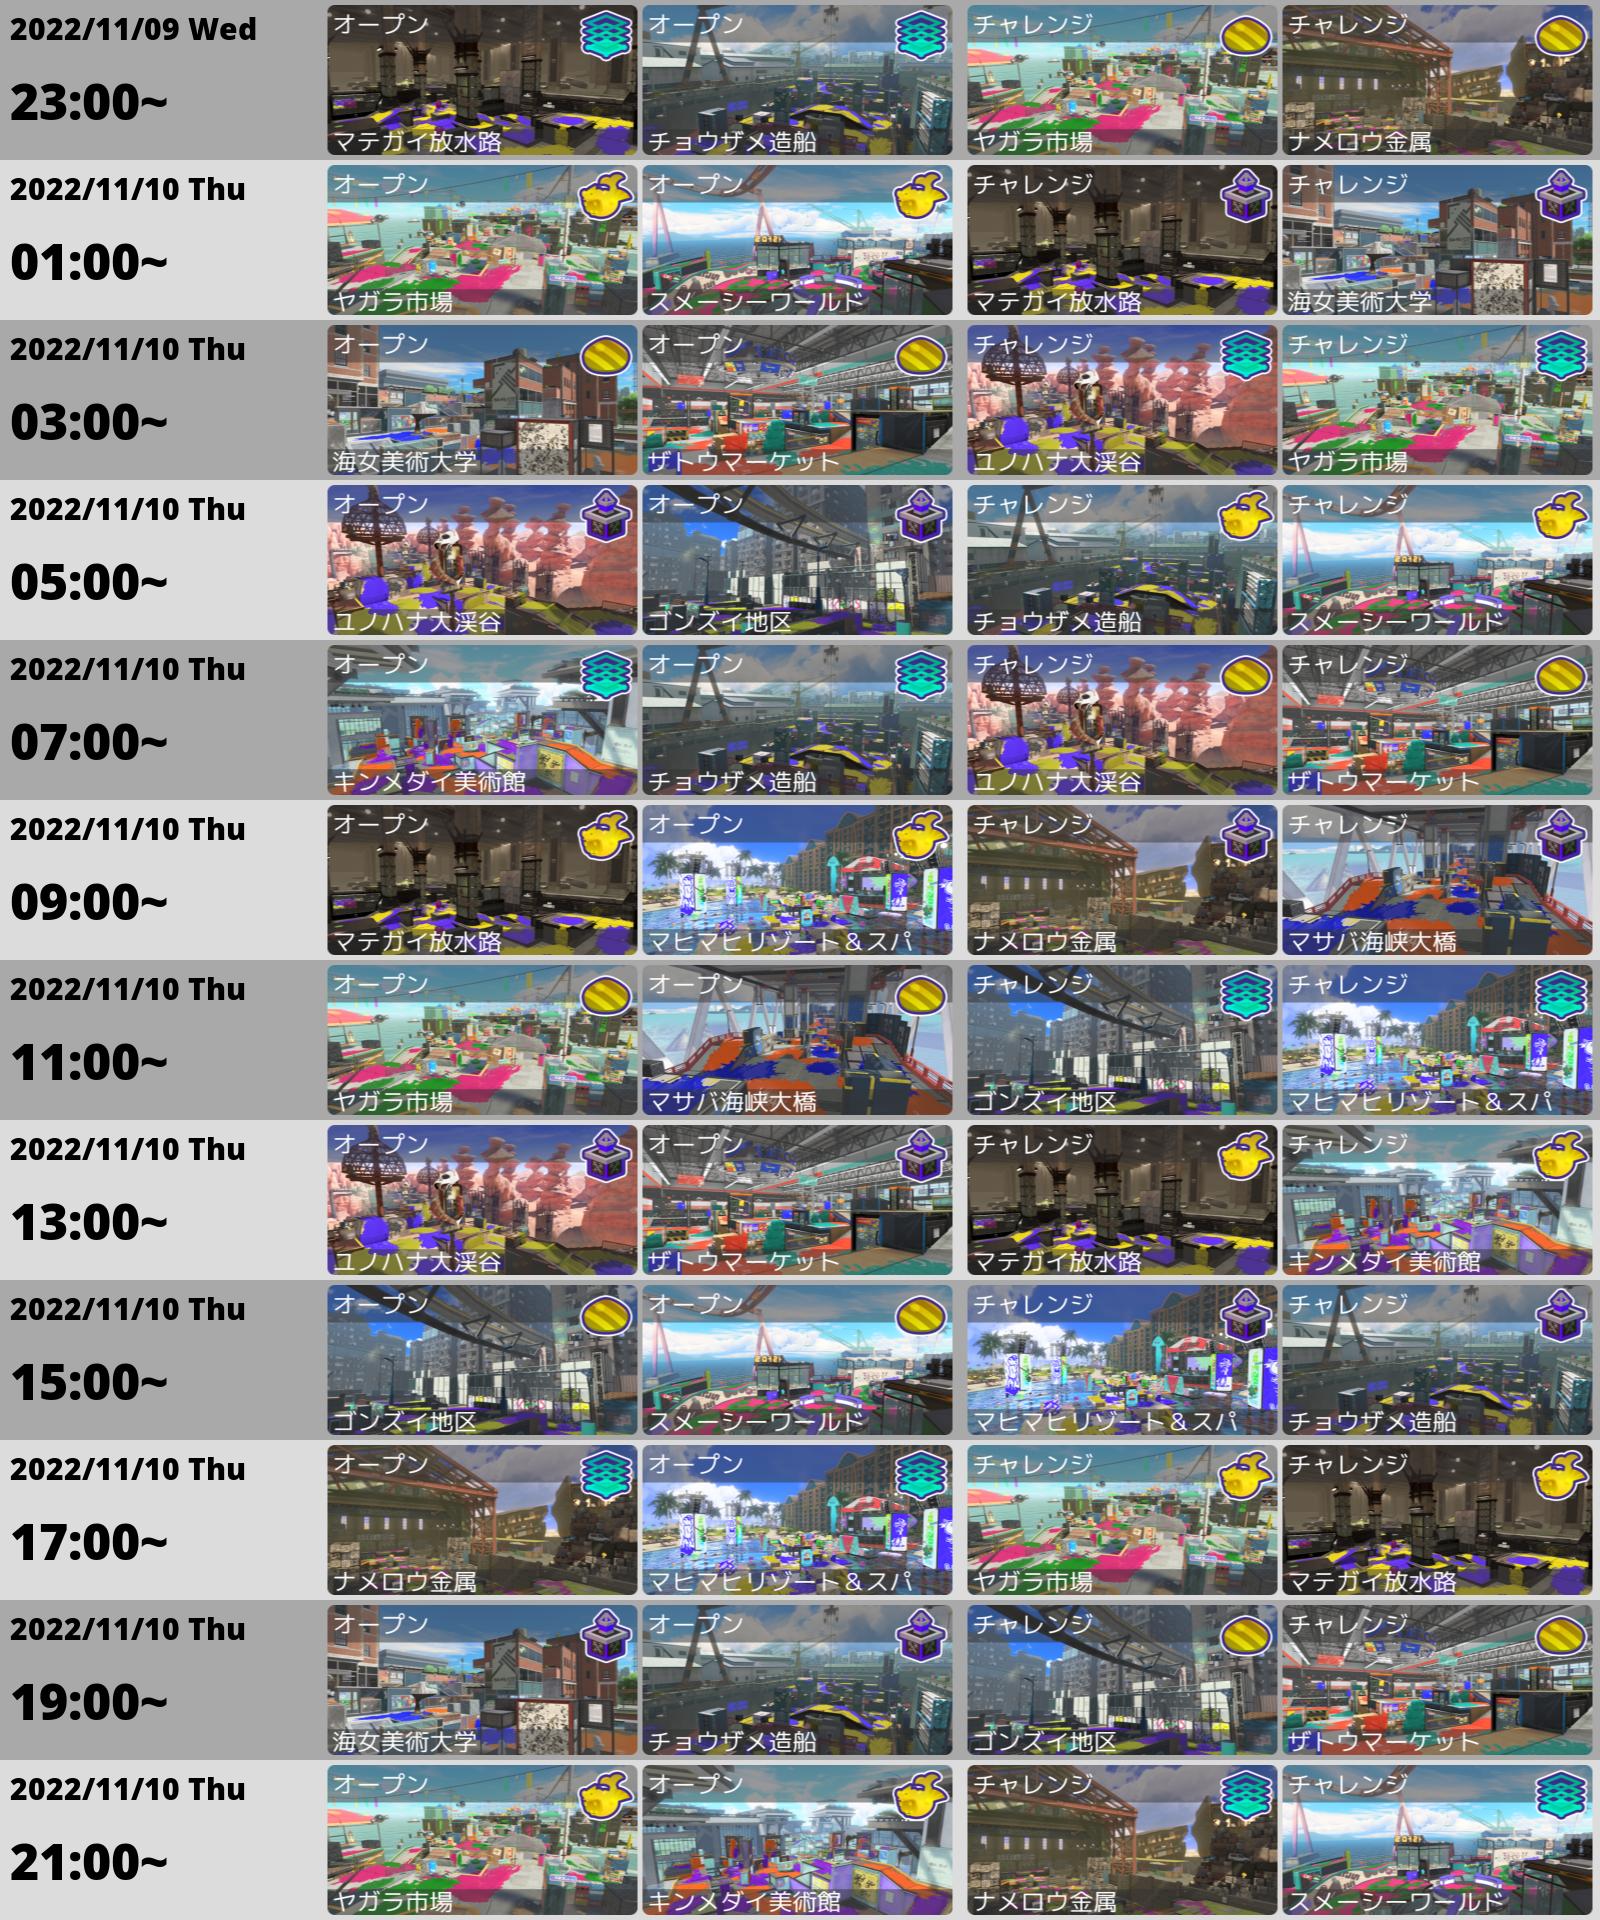 2022/11/09 Wed
23:00~
オープン
マテガイ放水路
オープン
チョウザメ造船
チャレンジ
ヤガラ市場
チャレンジ
ナメロウ金属
2022/11/10 Thu
01:00~
オープン
ヤガラ市場
オープン
スメーシーワールド
チャレンジ
マテガイ放水路
チャレンジ
海女美術大学
2022/11/10 Thu
03:00~
オープン
海女美術大学
オープン
ザトウマーケット
チャレンジ
ユノハナ大渓谷
チャレンジ
ヤガラ市場
2022/11/10 Thu
05:00~
オープン
ユノハナ大渓谷
オープン
ゴンズイ地区
チャレンジ
チョウザメ造船
チャレンジ
スメーシーワールド
2022/11/10 Thu
07:00~
オープン
キンメダイ美術館
オープン
チョウザメ造船
チャレンジ
ユノハナ大渓谷
チャレンジ
ザトウマーケット
2022/11/10 Thu
09:00~
オープン
マテガイ放水路
オープン
マヒマヒリゾート&スパ
チャレンジ
ナメロウ金属
チャレンジ
マサバ海峡大橋
2022/11/10 Thu
11:00~
オープン
ヤガラ市場
オープン
マサバ海峡大橋
チャレンジ
ゴンズイ地区
チャレンジ
マヒマヒリゾート&スパ
2022/11/10 Thu
13:00~
オープン
ユノハナ大渓谷
オープン
ザトウマーケット
チャレンジ
マテガイ放水路
チャレンジ
キンメダイ美術館
2022/11/10 Thu
15:00~
オープン
ゴンズイ地区
オープン
スメーシーワールド
チャレンジ
マヒマヒリゾート&スパ
チャレンジ
チョウザメ造船
2022/11/10 Thu
17:00~
オープン
ナメロウ金属
オープン
マヒマヒリゾート&スパ
チャレンジ
ヤガラ市場
チャレンジ
マテガイ放水路
2022/11/10 Thu
19:00~
オープン
海女美術大学
オープン
チョウザメ造船
チャレンジ
ゴンズイ地区
チャレンジ
ザトウマーケット
2022/11/10 Thu
21:00~
オープン
ヤガラ市場
オープン
キンメダイ美術館
チャレンジ
ナメロウ金属
チャレンジ
スメーシーワールド